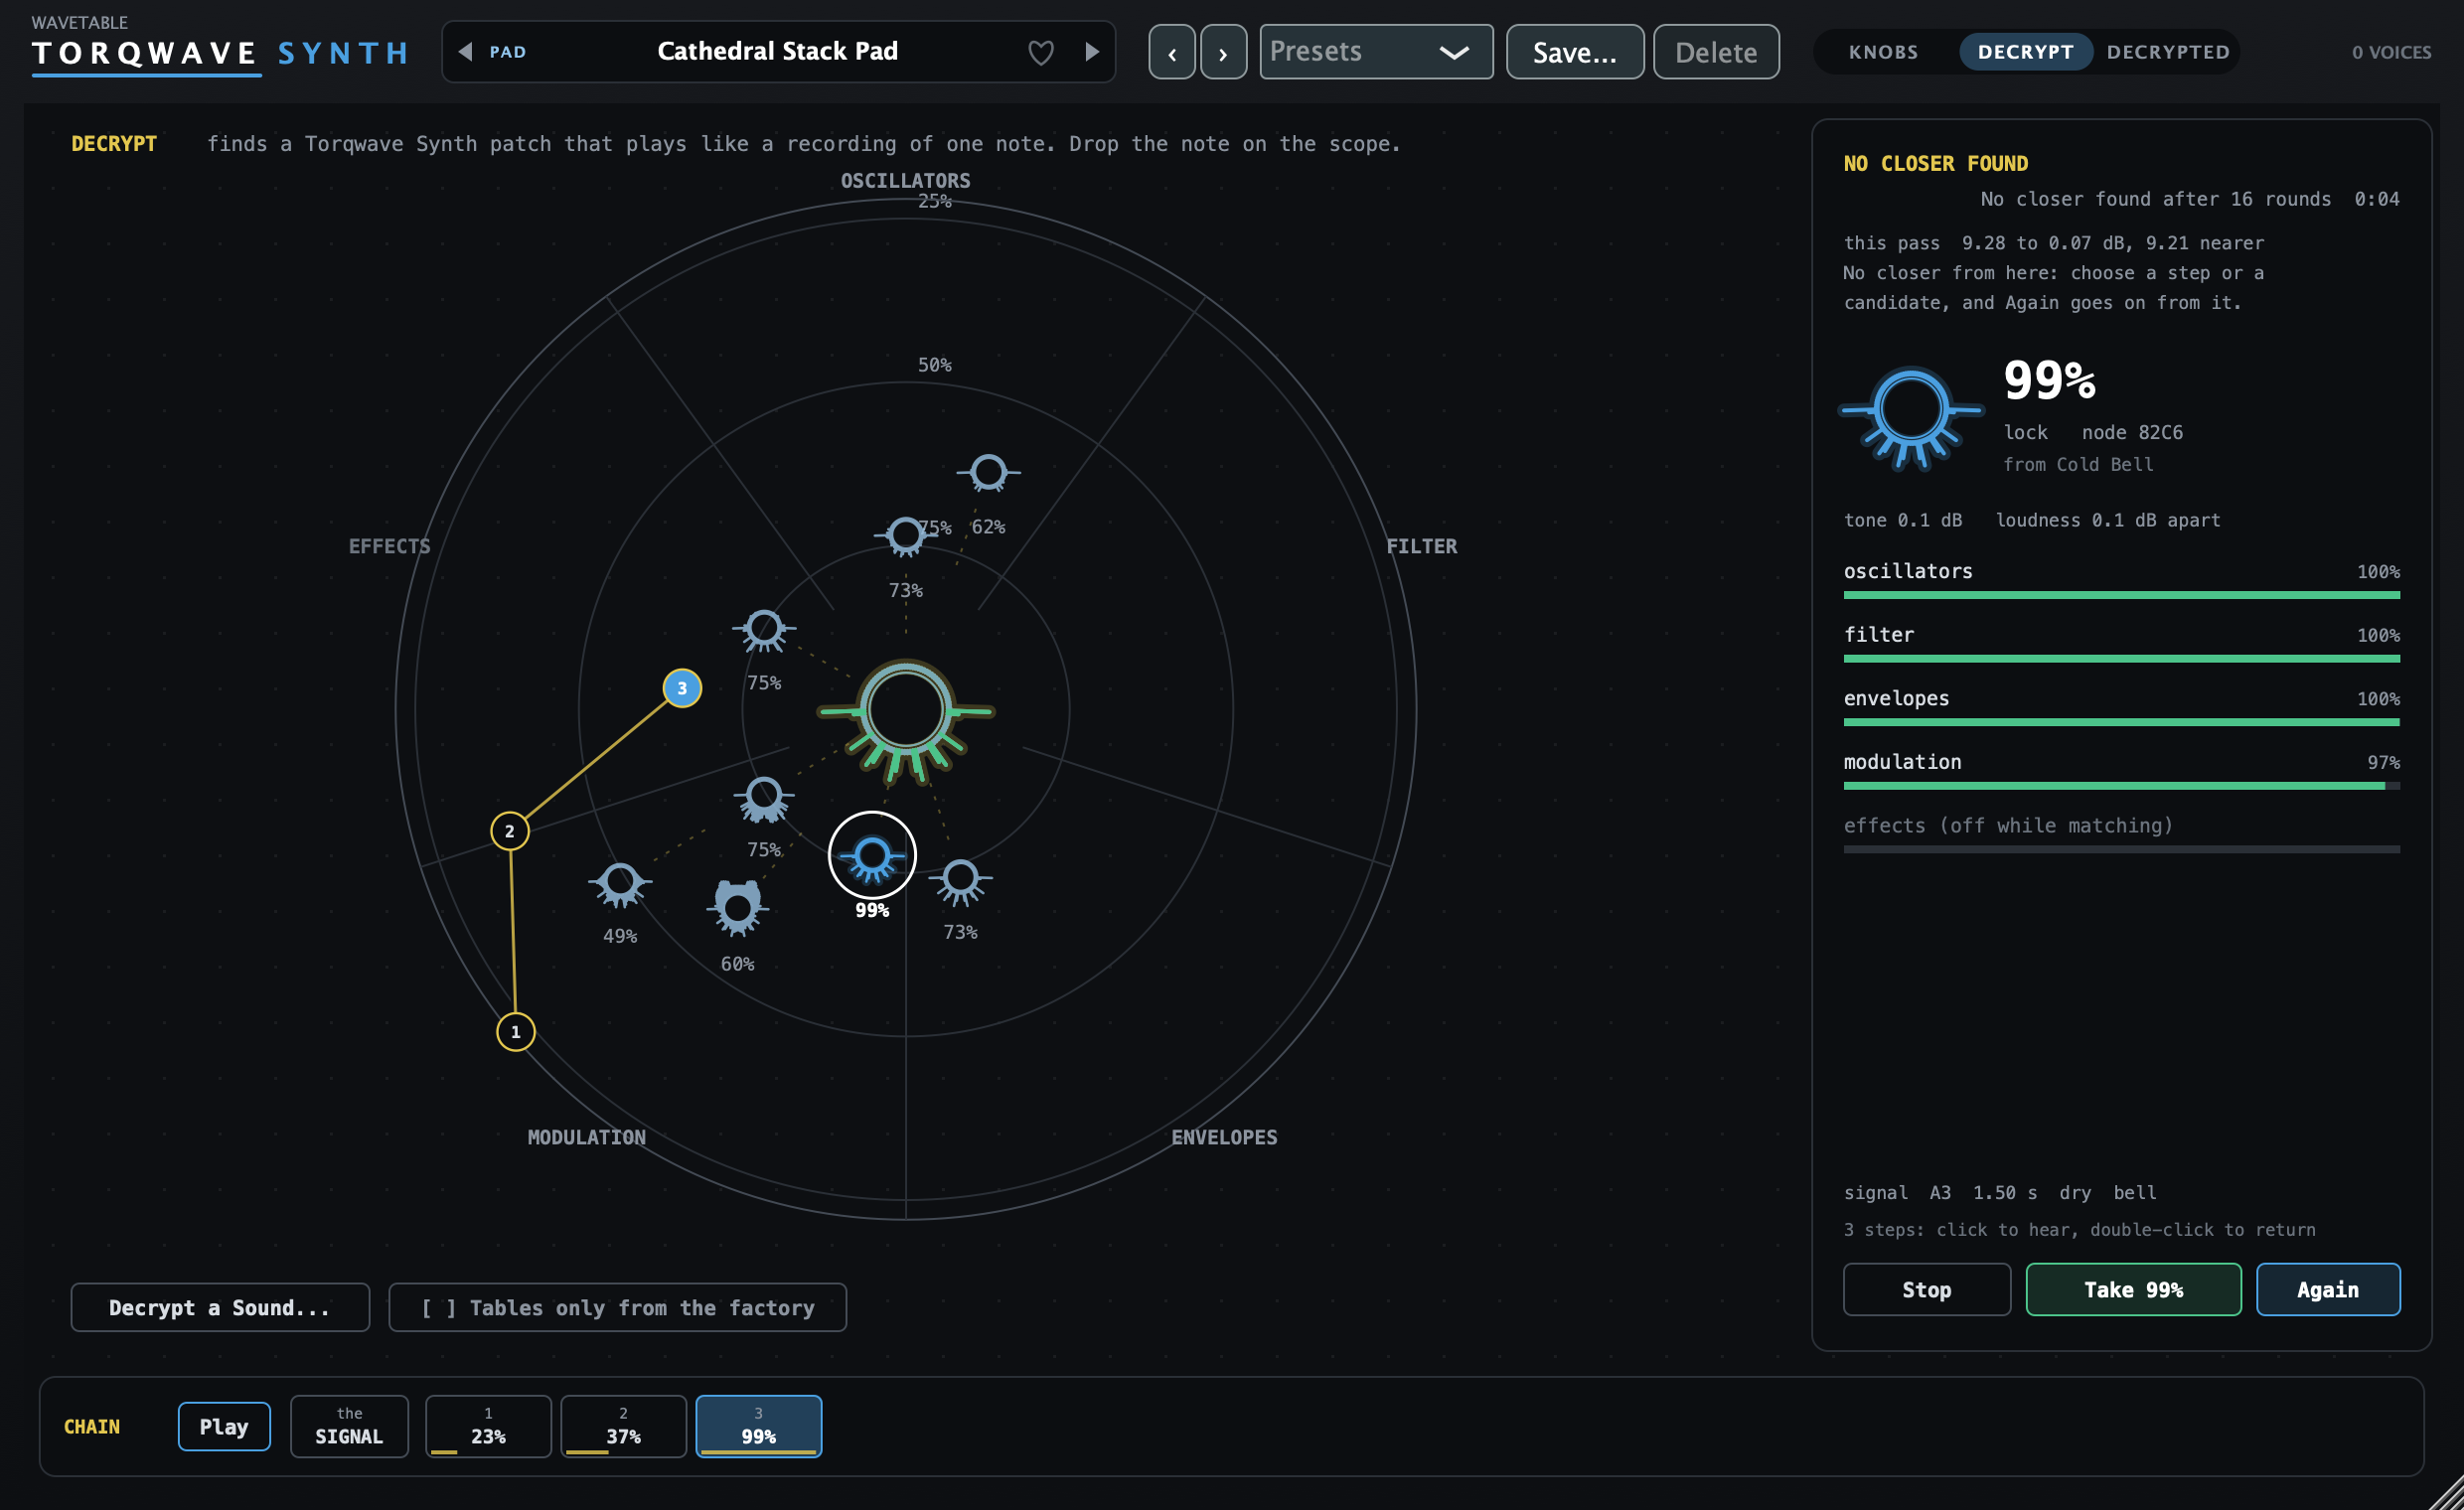 WAVETABLE
TORQWAVE SYNTH
PAD
Cathedral Stack Pad
‹ ›
Presets
Save...
Delete
KNOBS
DECRYPT
DECRYPTED
0 VOICES
DECRYPT finds a Torqwave Synth patch that plays like a recording of one note. Drop the note on the scope.
OSCILLATORS
25%
50%
75%
62%
73%
EFFECTS
FILTER
75%
3
2
75%
49%
60%
99%
73%
1
MODULATION
ENVELOPES
Decrypt a Sound...
[ ] Tables only from the factory
NO CLOSER FOUND
No closer found after 16 rounds 0:04
this pass 9.28 to 0.07 dB, 9.21 nearer
No closer from here: choose a step or a
candidate, and Again goes on from it.
99%
lock node 82C6
from Cold Bell
tone 0.1 dB loudness 0.1 dB apart
oscillators 100%
filter 100%
envelopes 100%
modulation 97%
effects (off while matching)
signal A3 1.50 s dry bell
3 steps: click to hear, double-click to return
Stop
Take 99%
Again
CHAIN
Play
the
SIGNAL
1
23%
2
37%
3
99%